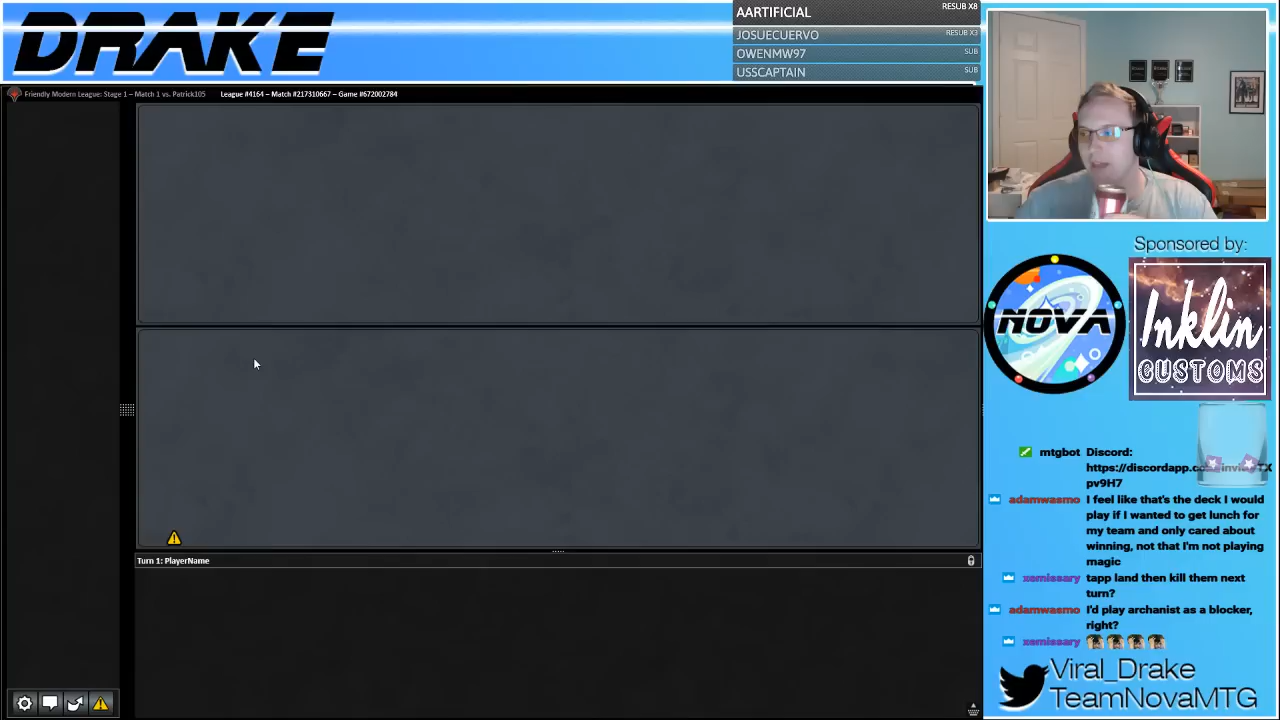 DRAKE
AARTIFICIAL RESUB X8
JOSUECUERVO RESUB X3
OWENMW97 SUB
USSCAPTAIN SUB
Friendly Modern League: Stage 1 – Match 1 vs. Patrick105 League #4164 – Match #217310667 – Game #672002784
Sponsored by:
NOVA
Inklin
CUSTOMS
mtgbot Discord:
https://discordapp.co
pv9H7
adamwasmo I feel like that's the deck I would
play if I wanted to get lunch for
my team and only cared about
winning, not that I'm not playing
magic
xemissary tapp land then kill them next
turn?
adamwasmo I'd play archanist as a blocker,
right?
xemissary
Turn 1: PlayerName
Viral_Drake
TeamNovaMTG